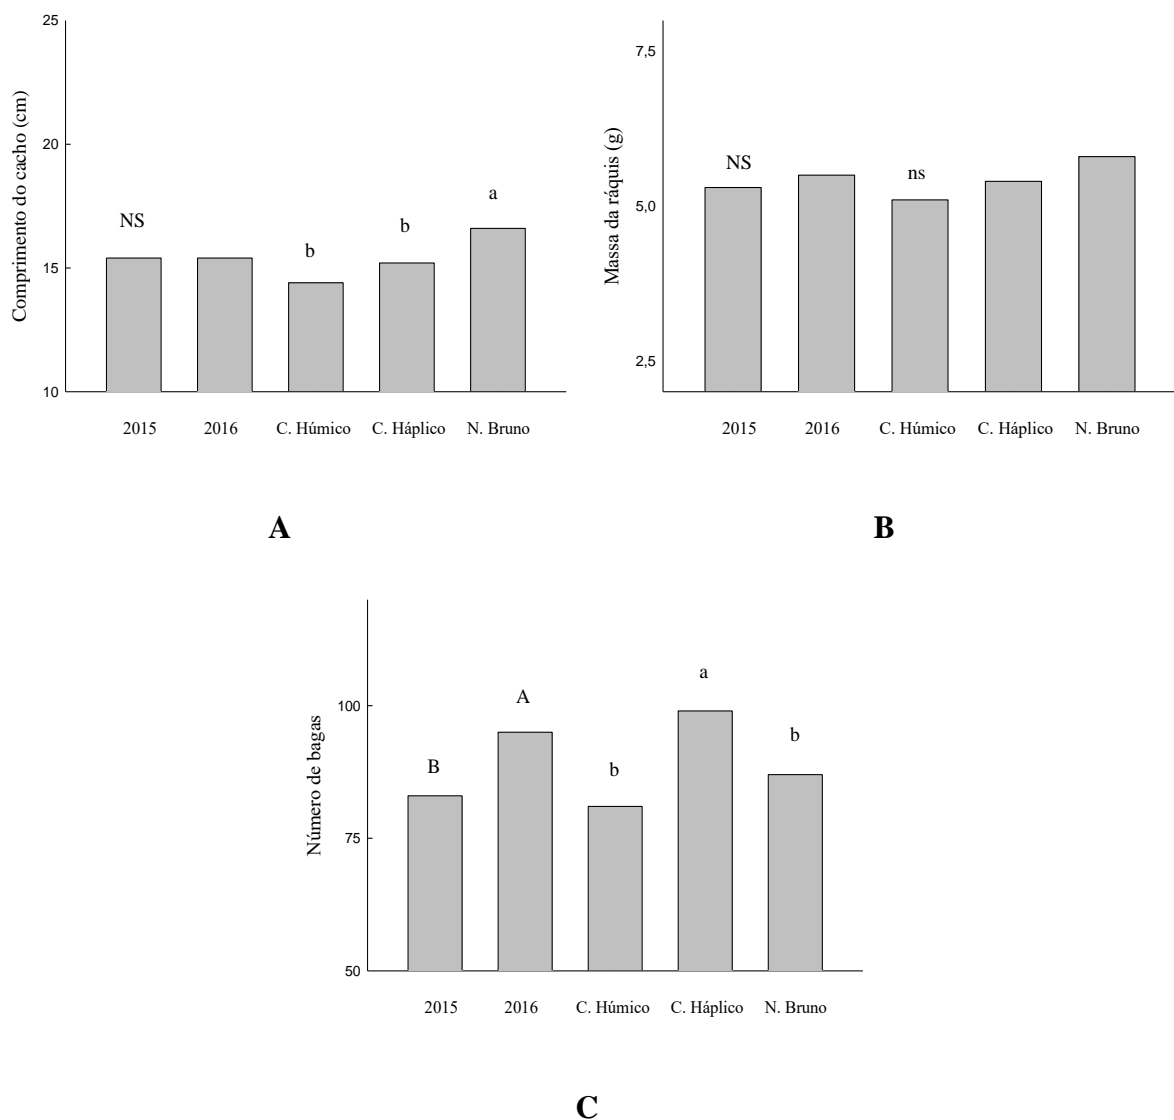 Comprimento do cacho (cm)
25
20
15
10
NS
b
b
a
2015 2016 C. Húmico C. Háplico N. Bruno
A
Massa da ráquis (g)
7,5
5,0
2,5
NS
ns
2015 2016 C. Húmico C. Háplico N. Bruno
B
Número de bagas
100
75
50
B
A
b
a
b
2015 2016 C. Húmico C. Háplico N. Bruno
C